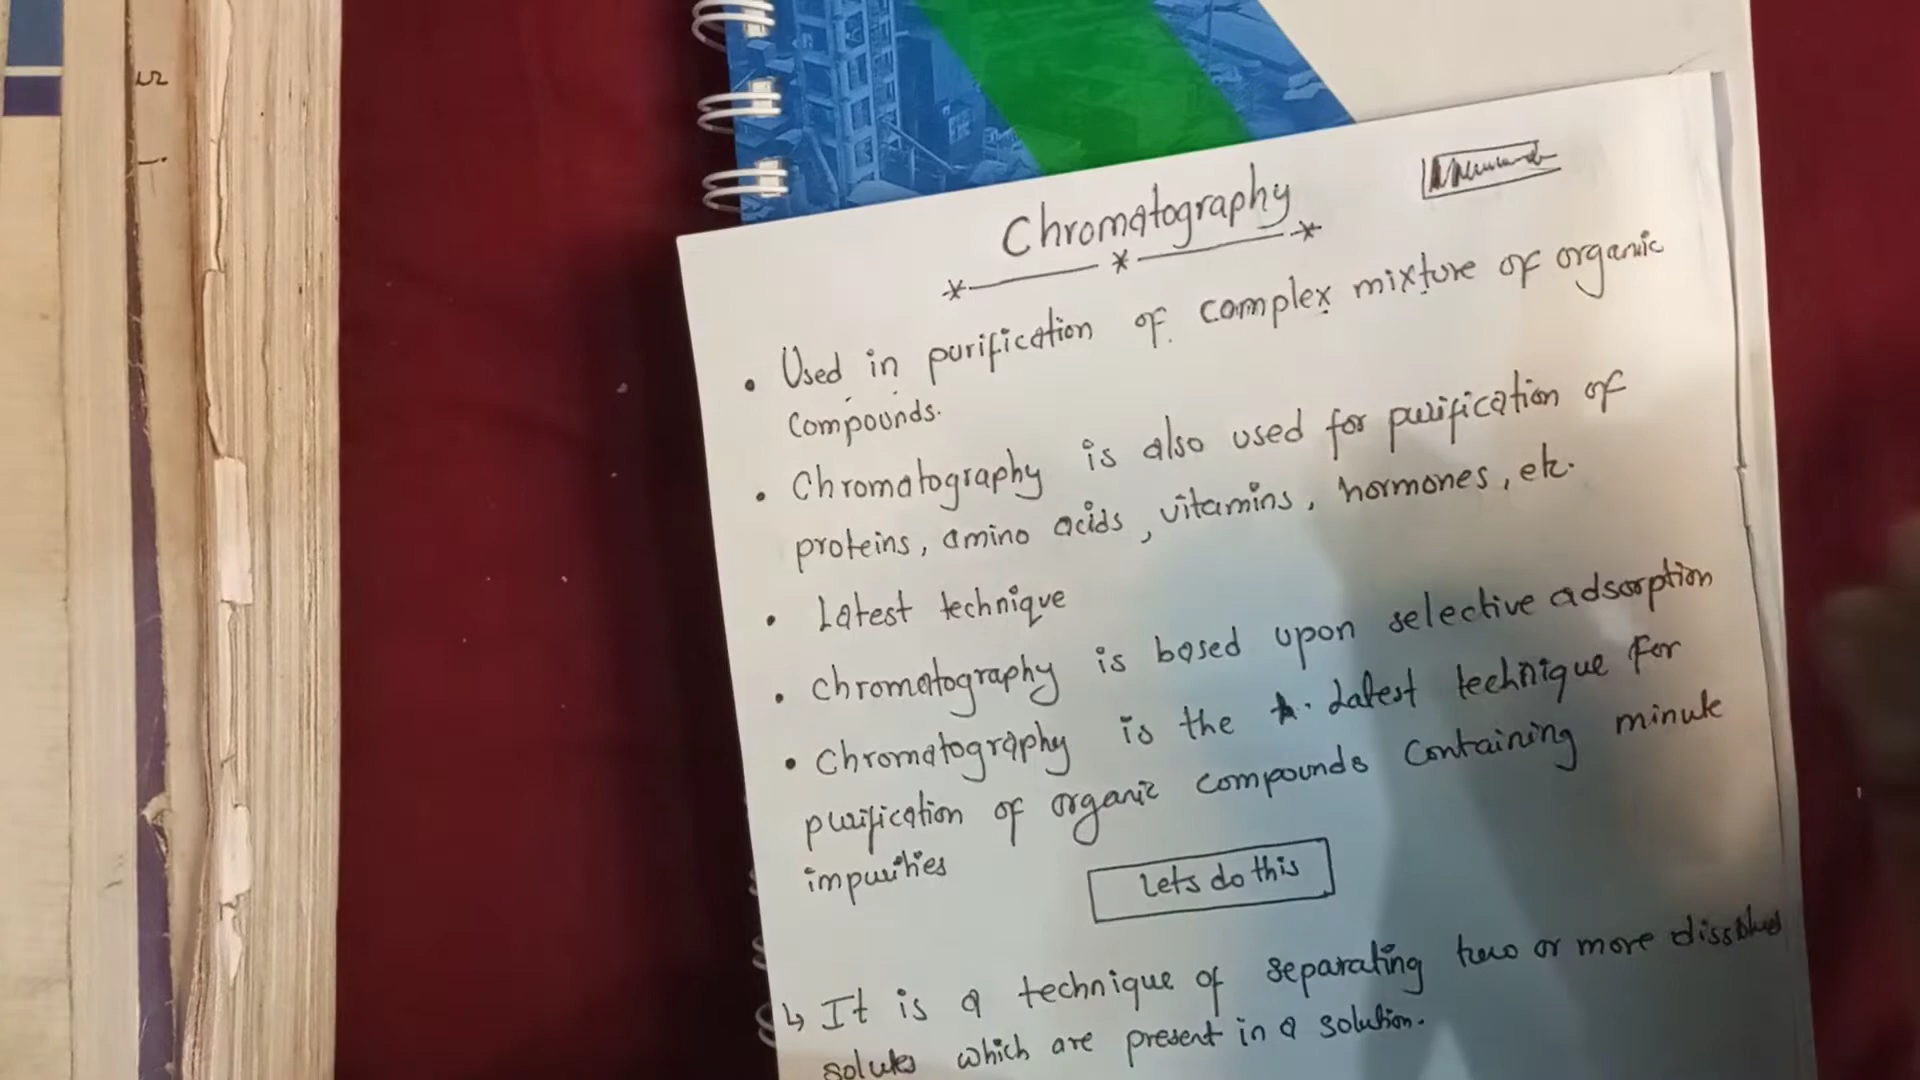 Chromatography
• Used in purification of complex mixture of organic
compounds.
• Chromatography is also used for purification of
proteins, amino acids, vitamins, hormones, etc.
• Latest technique
• chromatography is based upon selective adsorption
• chromatography is the Latest technique for
purification of organic compounds containing minute
impurities
Lets do this
↳ It is a technique of separating two or more
solutes which are present in a solution.